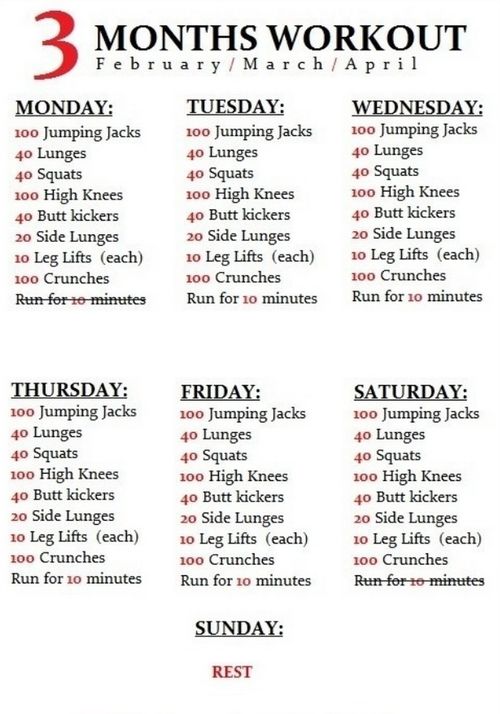 3 MONTHS WORKOUT
February/March/April
MONDAY:
100 Jumping Jacks
40 Lunges
40 Squats
100 High Knees
40 Butt kickers
20 Side Lunges
10 Leg Lifts (each)
100 Crunches
Run for 10 minutes
TUESDAY:
100 Jumping Jacks
40 Lunges
40 Squats
100 High Knees
40 Butt kickers
20 Side Lunges
10 Leg Lifts (each)
100 Crunches
Run for 10 minutes
WEDNESDAY:
100 Jumping Jacks
40 Lunges
40 Squats
100 High Knees
40 Butt kickers
20 Side Lunges
10 Leg Lifts (each)
100 Crunches
Run for 10 minutes
THURSDAY:
100 Jumping Jacks
40 Lunges
40 Squats
100 High Knees
40 Butt kickers
20 Side Lunges
10 Leg Lifts (each)
100 Crunches
Run for 10 minutes
FRIDAY:
100 Jumping Jacks
40 Lunges
40 Squats
100 High Knees
40 Butt kickers
20 Side Lunges
10 Leg Lifts (each)
100 Crunches
Run for 10 minutes
SATURDAY:
100 Jumping Jacks
40 Lunges
40 Squats
100 High Knees
40 Butt kickers
20 Side Lunges
10 Leg Lifts (each)
100 Crunches
Run for 10 minutes
SUNDAY:
REST